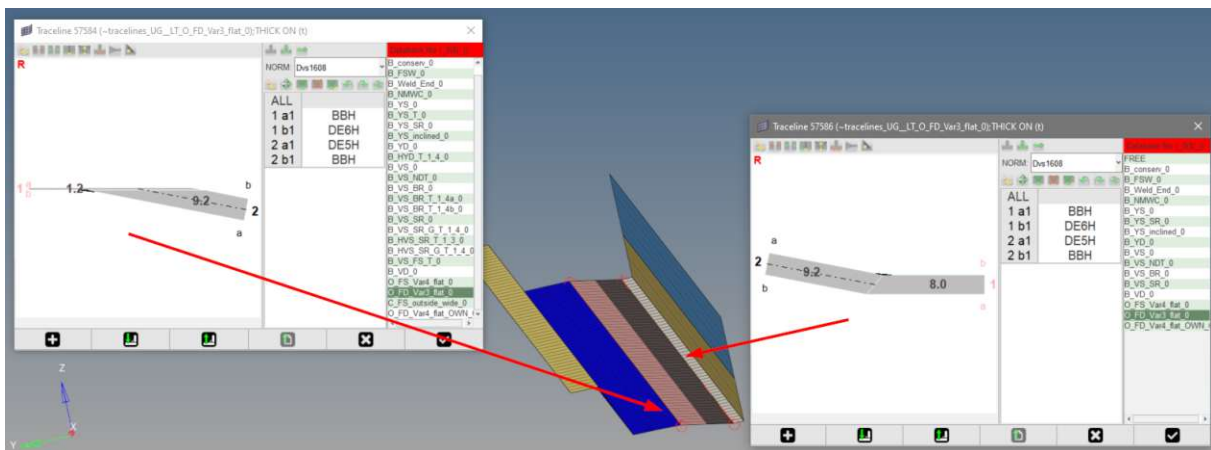 Traceline 57584 (~tracelines_UG__LT_O_FD_Var3_flat_0);THICK ON (t)
R
NORM: Dvs1608
ALL
1 a1 BBH
1 b1 DE6H
2 a1 DE5H
2 b1 BBH
1
1.2
9.2
b
2
a
B_conserv_0
B_FSW_0
B_Weld_End_0
B_NMWC_0
B_YS_0
B_YS_T_0
B_YS_SR_0
B_YS_inclined_0
B_YD_0
B_HYD_T_1_4_0
B_VS_0
B_VS_NDT_0
B_VS_BR_0
B_VS_BR_T_1_4a_0
B_VS_BR_T_1_4b_0
B_VS_SR_0
B_VS_SR_G_T_1_4_0
B_HVS_SR_T_1_3_0
B_HVS_SR_G_T_1_4_0
B_VS_FS_T_0
B_VD_0
O_FS_Var4_flat_0
O_FD_Var3_flat_0
C_FS_outside_wide_0
O_FD_Var4_flat_OWN_
Z
X
Y
Traceline 57586 (~tracelines_UG__LT_O_FD_Var3_flat_0);THICK ON (t)
R
NORM: Dvs1608
ALL
1 a1 BBH
1 b1 DE6H
2 a1 DE5H
2 b1 BBH
a
2
9.2
b
8.0
b
1
a
FREE
B_conserv_0
B_FSW_0
B_Weld_End_0
B_NMWC_0
B_YS_0
B_YS_SR_0
B_YS_inclined_0
B_YD_0
B_VS_0
B_VS_NDT_0
B_VS_BR_0
B_VS_SR_0
B_VD_0
O_FS_Var4_flat_0
O_FD_Var3_flat_0
O_FD_Var4_flat_OWN_